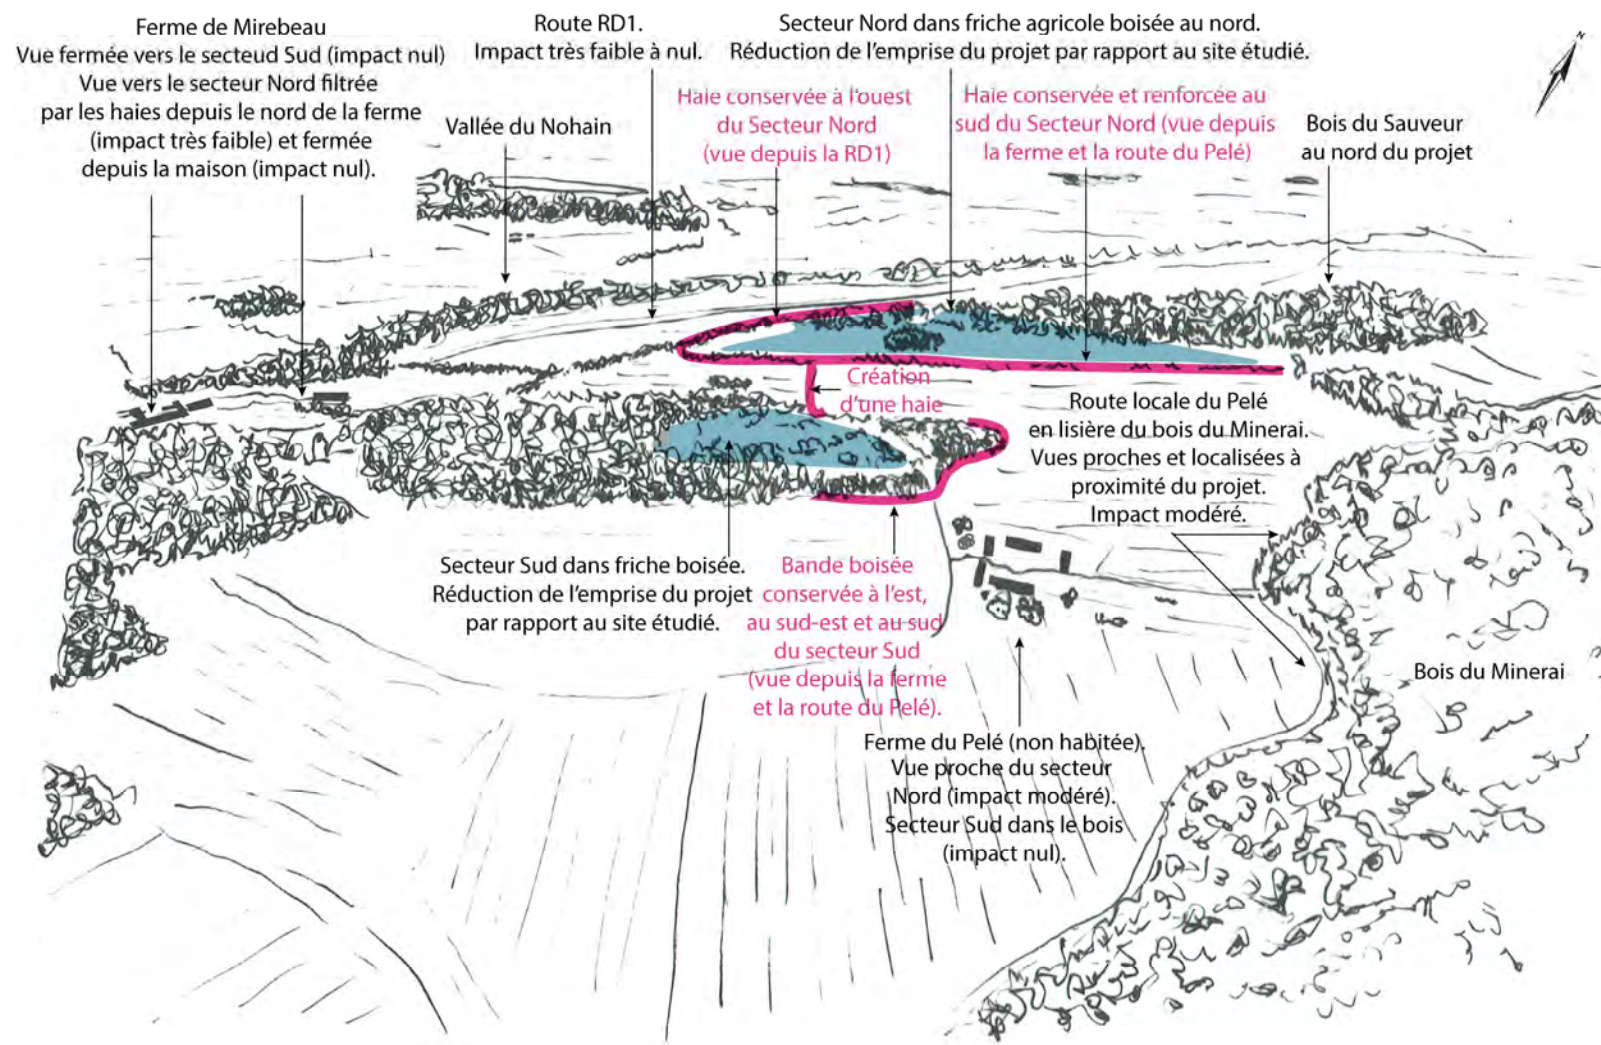 Ferme de Mirebeau
Vue fermée vers le secteud Sud (impact nul)
Vue vers le secteur Nord filtrée
par les haies depuis le nord de la ferme
(impact très faible) et fermée
depuis la maison (impact nul).
Route RD1.
Impact très faible à nul.
Secteur Nord dans friche agricole boisée au nord.
Réduction de l'emprise du projet par rapport au site étudié.
N
Vallée du Nohain
Haie conservée à l'ouest
du Secteur Nord
(vue depuis la RD1)
Haie conservée et renforcée au
sud du Secteur Nord (vue depuis
la ferme et la route du Pelé)
Bois du Sauveur
au nord du projet
Création
d'une haie
Route locale du Pelé
en lisière du bois du Minerai.
Vues proches et localisées à
proximité du projet.
Impact modéré.
Secteur Sud dans friche boisée.
Réduction de l'emprise du projet
par rapport au site étudié.
Bande boisée
conservée à l'est,
au sud-est et au sud
du secteur Sud
(vue depuis la ferme
et la route du Pelé).
Bois du Minerai
Ferme du Pelé (non habitée).
Vue proche du secteur
Nord (impact modéré).
Secteur Sud dans le bois
(impact nul).